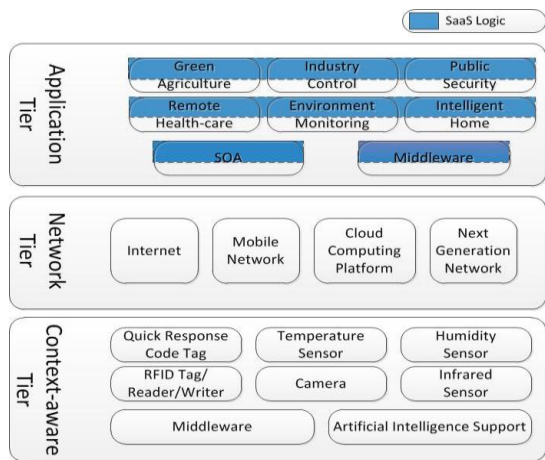 SaaS Logic
Application
Tier
Green
Agriculture
Industry
Control
Public
Security
Remote
Health-care
Environment
Monitoring
Intelligent
Home
SOA
Middleware
Network
Tier
Internet
Mobile
Network
Cloud
Computing
Platform
Next
Generation
Network
Context-aware
Tier
Quick Response
Code Tag
Temperature
Sensor
Humidity
Sensor
RFID Tag/
Reader/Writer
Camera
Infrared
Sensor
Middleware
Artificial Intelligence Support